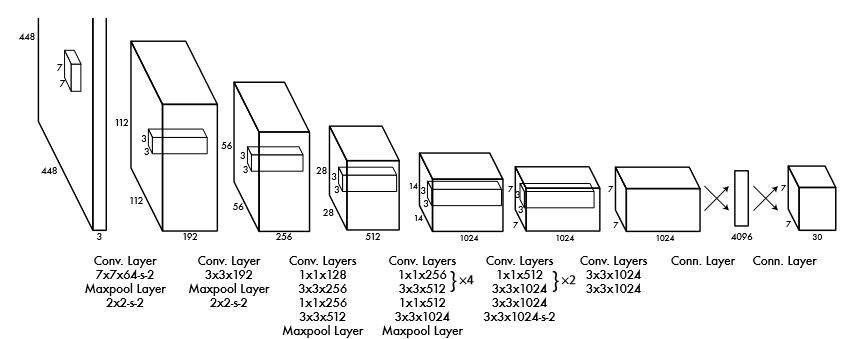 448
448
7
7
3
112
112
3
3
192
56
56
3
3
256
28
28
3
3
512
14
14
3
3
1024
7
7
3
3
1024
7
7
1024
4096
7
7
30
Conv. Layer
7x7x64-s-2
Maxpool Layer
2x2-s-2
Conv. Layer
3x3x192
Maxpool Layer
2x2-s-2
Conv. Layers
1x1x128
3x3x256
1x1x256
3x3x512
Maxpool Layer
2x2-s-2
Conv. Layers
1x1x256
3x3x512
}×4
1x1x512
3x3x1024
Maxpool Layer
Conv. Layers
1x1x512
3x3x1024
}×2
3x3x1024
3x3x1024-s-2
Conv. Layers
3x3x1024
3x3x1024
Conn. Layer
Conn. Layer